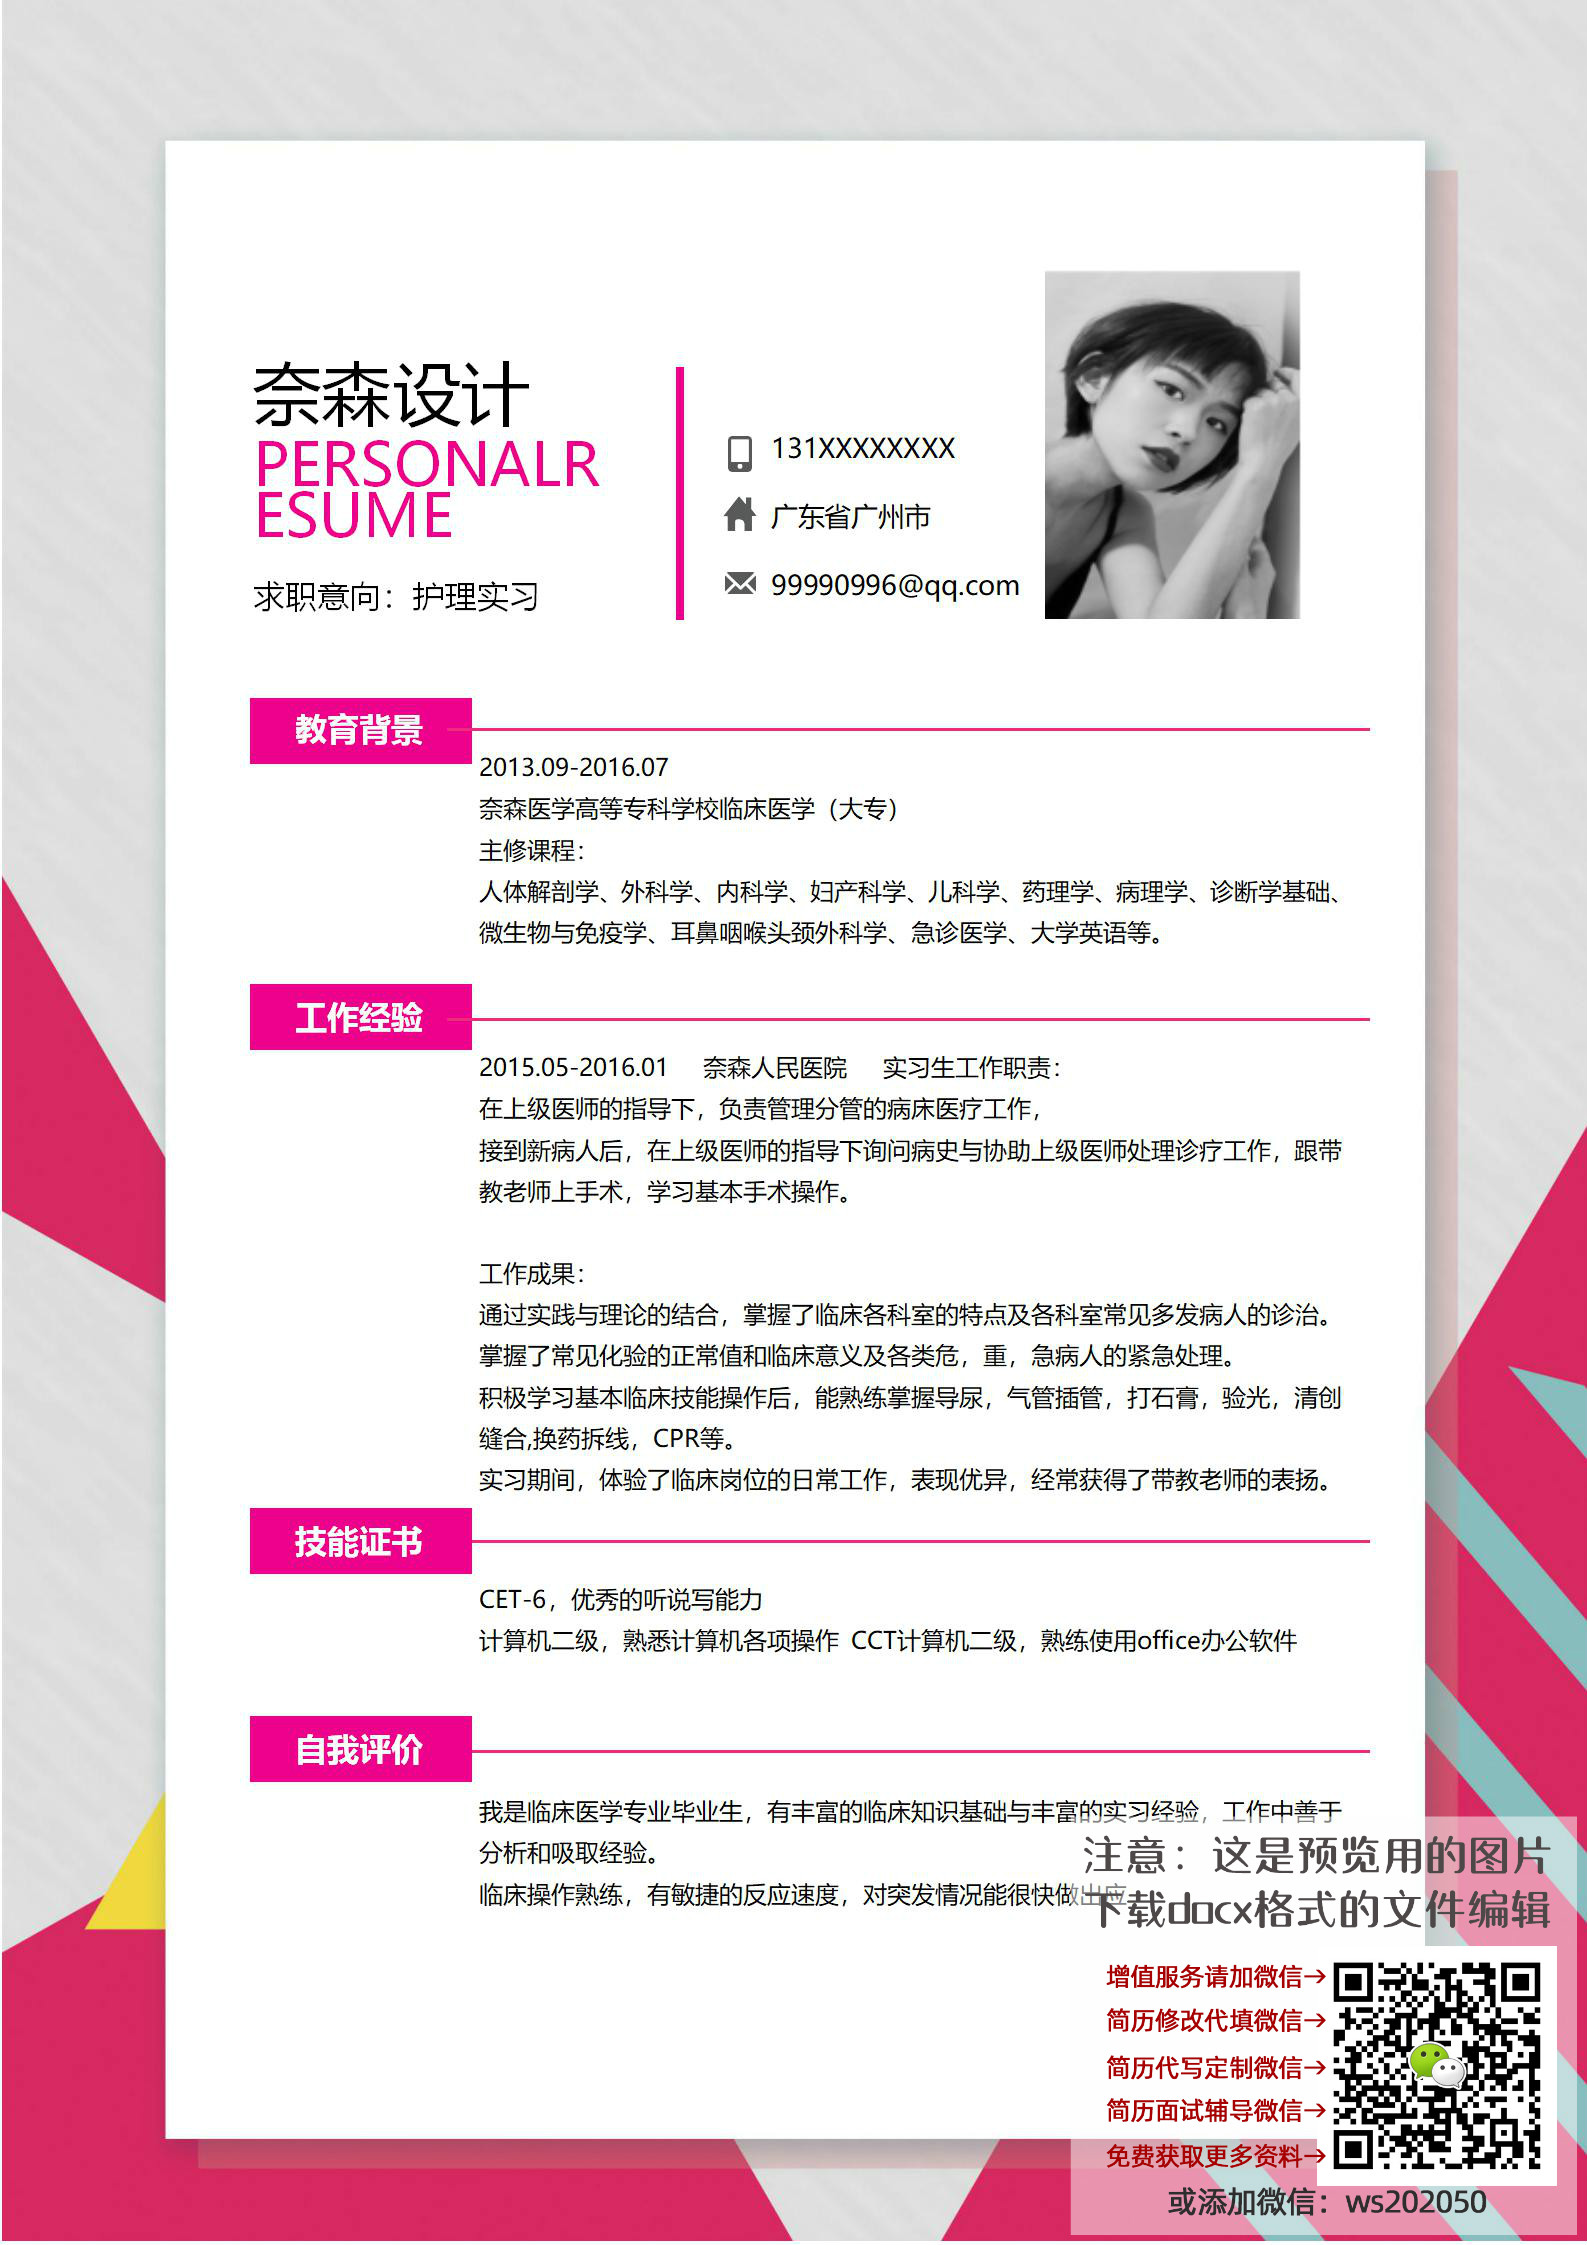 奈森设计
PERSONALR
ESUME
求职意向：护理实习
131XXXXXXXX
广东省广州市
99990996@qq.com
教育背景
2013.09-2016.07
奈森医学高等专科学校临床医学（大专）
主修课程：
人体解剖学、外科学、内科学、妇产科学、儿科学、药理学、病理学、诊断学基础、
微生物与免疫学、耳鼻咽喉头颈外科学、急诊医学、大学英语等。
工作经验
2015.05-2016.01 奈森人民医院 实习生工作职责：
在上级医师的指导下，负责管理分管的病床医疗工作，
接到新病人后，在上级医师的指导下询问病史与协助上级医师处理诊疗工作，跟带
教老师上手术，学习基本手术操作。
工作成果：
通过实践与理论的结合，掌握了临床各科室的特点及各科室常见多发病人的诊治。
掌握了常见化验的正常值和临床意义及各类危，重，急病人的紧急处理。
积极学习基本临床技能操作后，能熟练掌握导尿，气管插管，打石膏，验光，清创
缝合,换药拆线，CPR等。
实习期间，体验了临床岗位的日常工作，表现优异，经常获得了带教老师的表扬。
技能证书
CET-6，优秀的听说写能力
计算机二级，熟悉计算机各项操作 CCT计算机二级，熟练使用office办公软件
自我评价
我是临床医学专业毕业生，有丰富的临床知识基础与丰富的实习经验，工作中善于
分析和吸取经验。
临床操作熟练，有敏捷的反应速度，对突发情况能很快做出应
注意：这是预览用的图片
下载docx格式的文件编辑
增值服务请加微信→
简历修改代填微信→
简历代写定制微信→
简历面试辅导微信→
免费获取更多资料→
或添加微信：ws202050